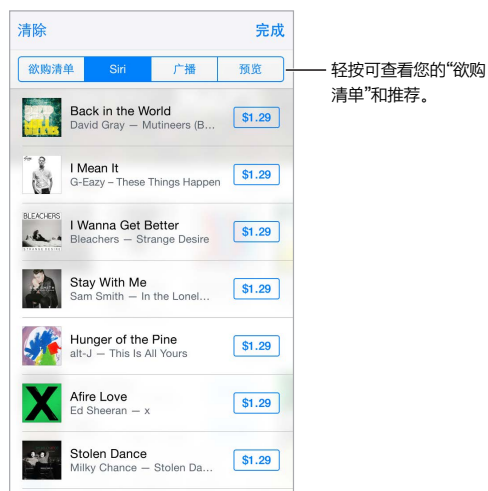 清除 完成
欲购清单 Siri 广播 预览
轻按可查看您的“欲购
清单”和推荐。
Back in the World
David Gray — Mutineers (B...
$1.29
I Mean It
G-Eazy – These Things Happen
$1.29
BLEACHERS
STRANGE DESIRE
I Wanna Get Better
Bleachers — Strange Desire
$1.29
Stay With Me
Sam Smith — In the Lonel...
$1.29
Hunger of the Pine
alt-J — This Is All Yours
$1.29
Afire Love
Ed Sheeran — x
$1.29
Stolen Dance
Milky Chance — Stolen Da...
$1.29